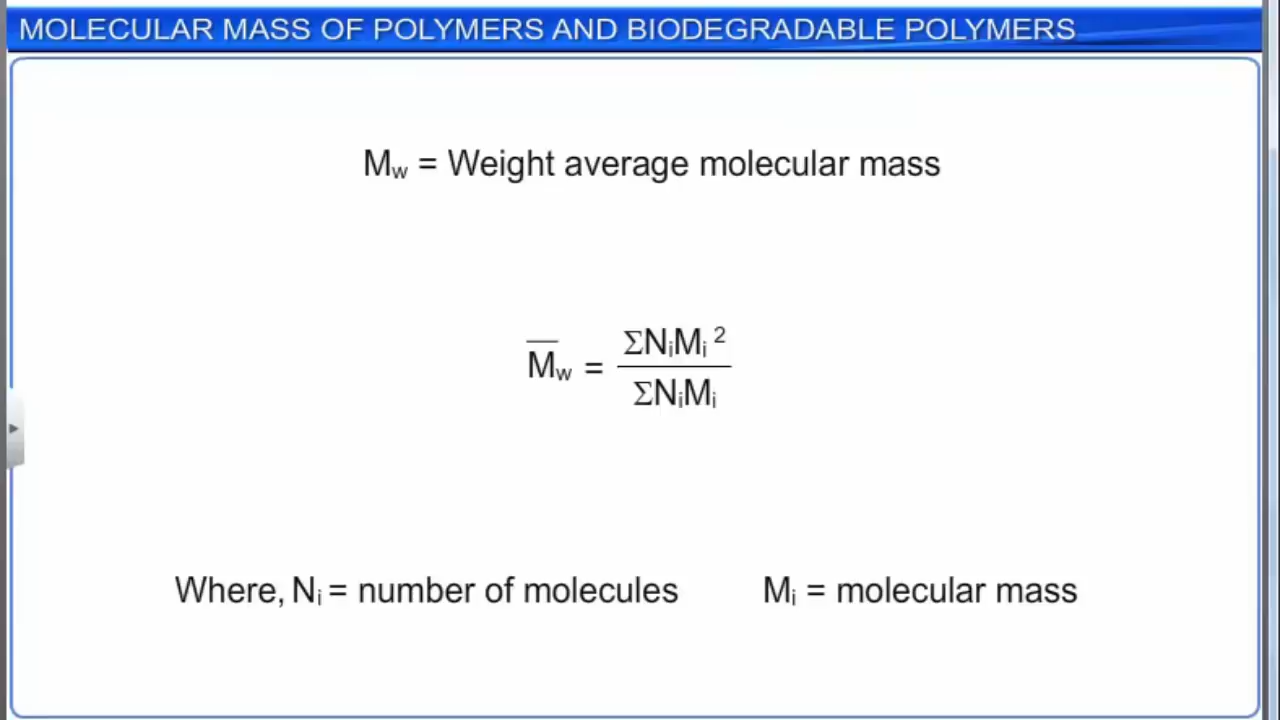 MOLECULAR MASS OF POLYMERS AND BIODEGRADABLE POLYMERS
Mw = Weight average molecular mass
M̅w = ΣNiMi² / ΣNiMi
Where, Ni = number of molecules Mi = molecular mass